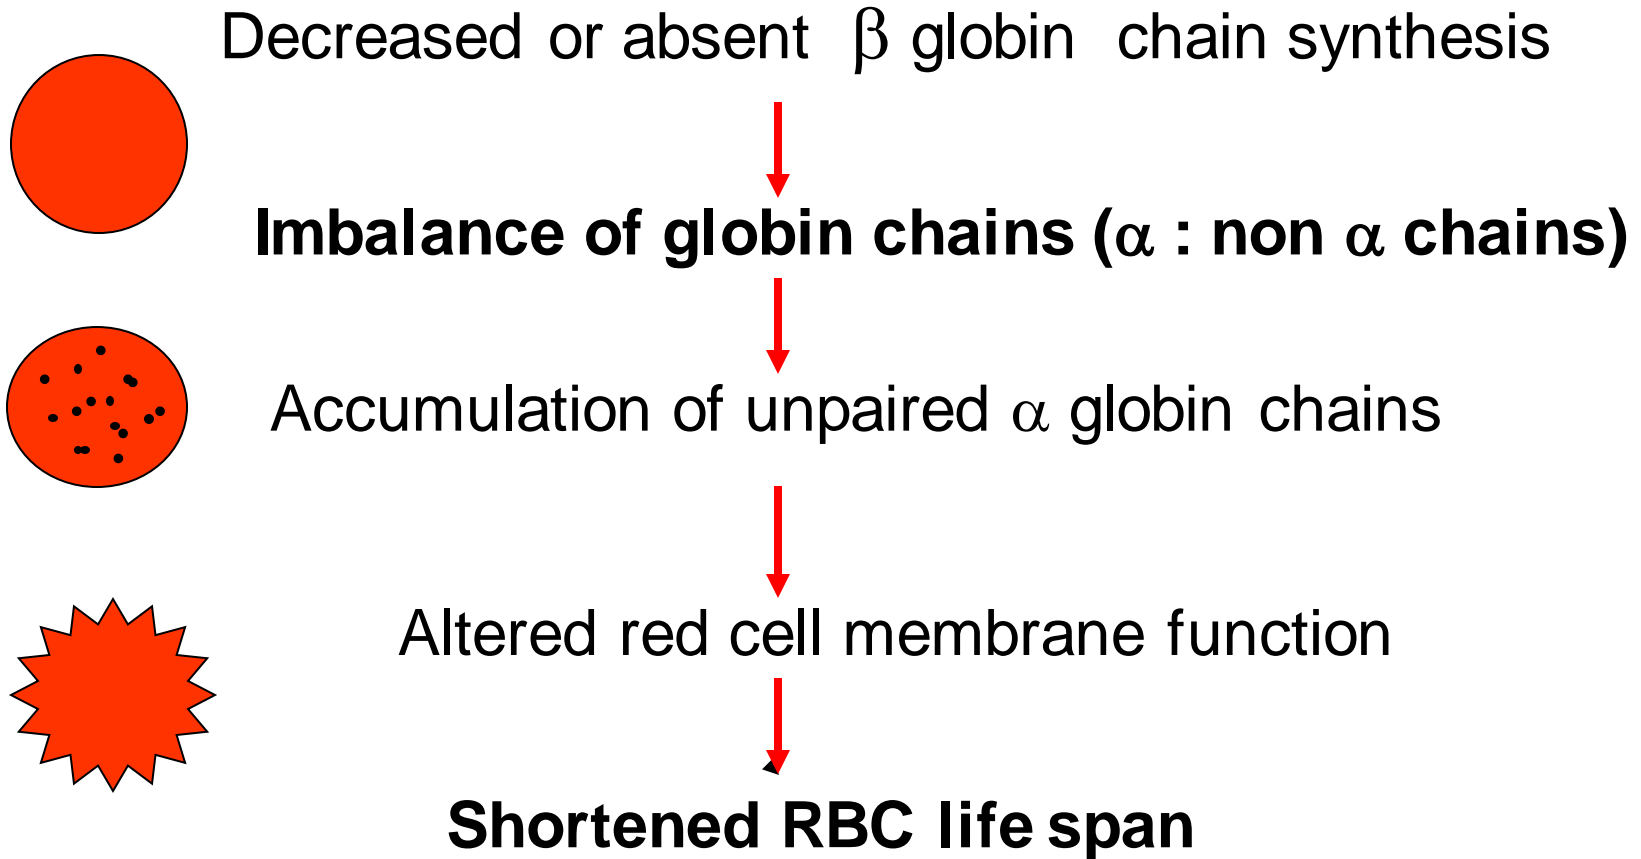 Decreased or absent β globin chain synthesis
Imbalance of globin chains (α : non α chains)
Accumulation of unpaired α globin chains
Altered red cell membrane function
Shortened RBC life span